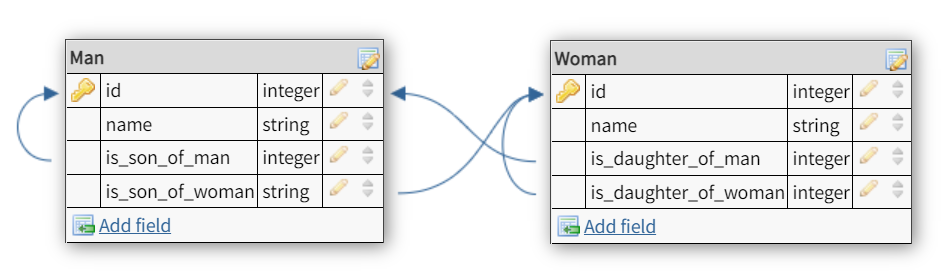 Man
id integer
name string
is_son_of_man integer
is_son_of_woman string
Add field
Woman
id integer
name string
is_daughter_of_man integer
is_daughter_of_woman integer
Add field